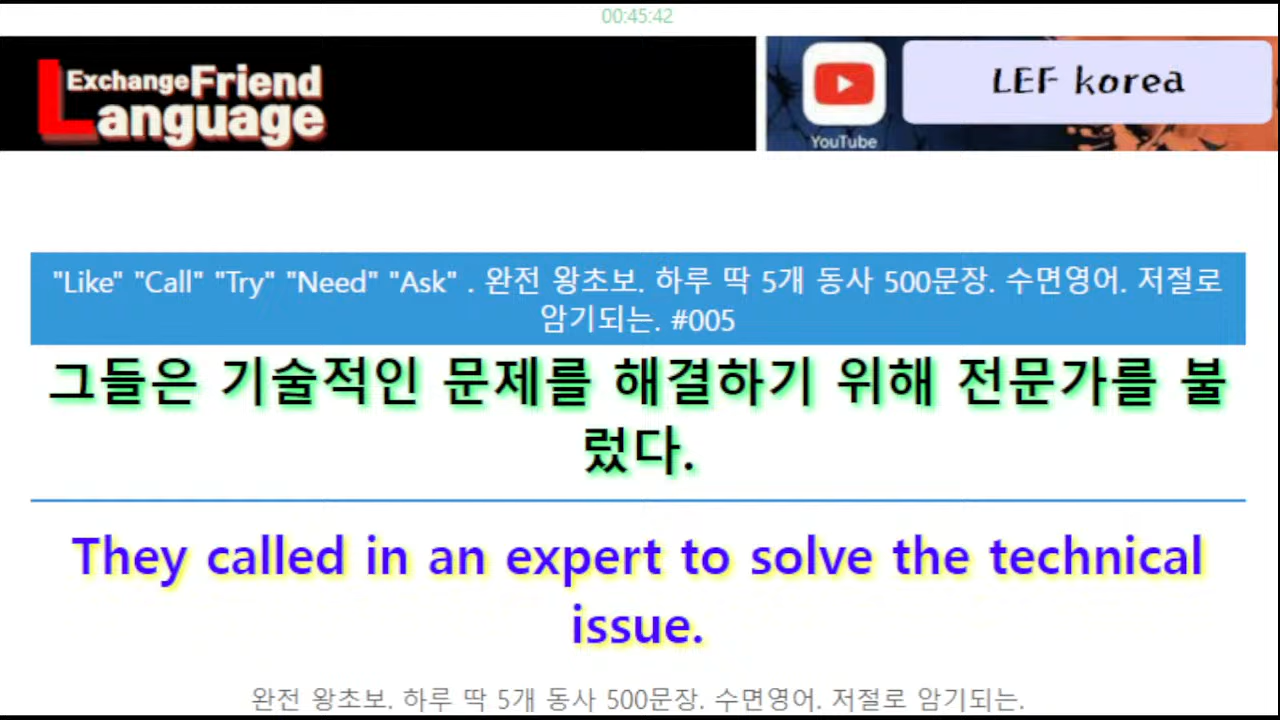 00:45:42
ExchangeFriend
Language
LEF korea
YouTube
"Like" "Call" "Try" "Need" "Ask" . 완전 왕초보. 하루 딱 5개 동사 500문장. 수면영어. 저절로
암기되는. #005
그들은 기술적인 문제를 해결하기 위해 전문가를 불
렀다.
They called in an expert to solve the technical
issue.
완전 왕초보. 하루 딱 5개 동사 500문장. 수면영어. 저절로 암기되는.